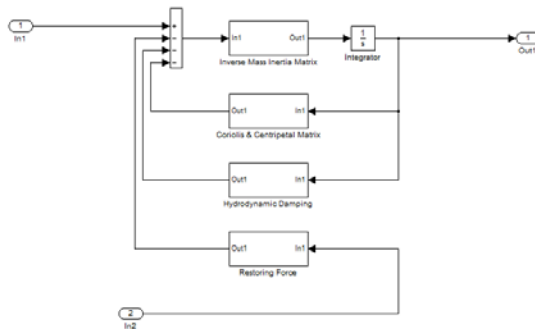 1
In1
+
−
−
−
In1
Out1
Inverse Mass Inertia Matrix
1
s
Integrator
1
Out1
Out1
In1
Coriolis & Centripetal Matrix
Out1
In1
Hydrodynamic Damping
Out1
In1
Restoring Force
2
In2